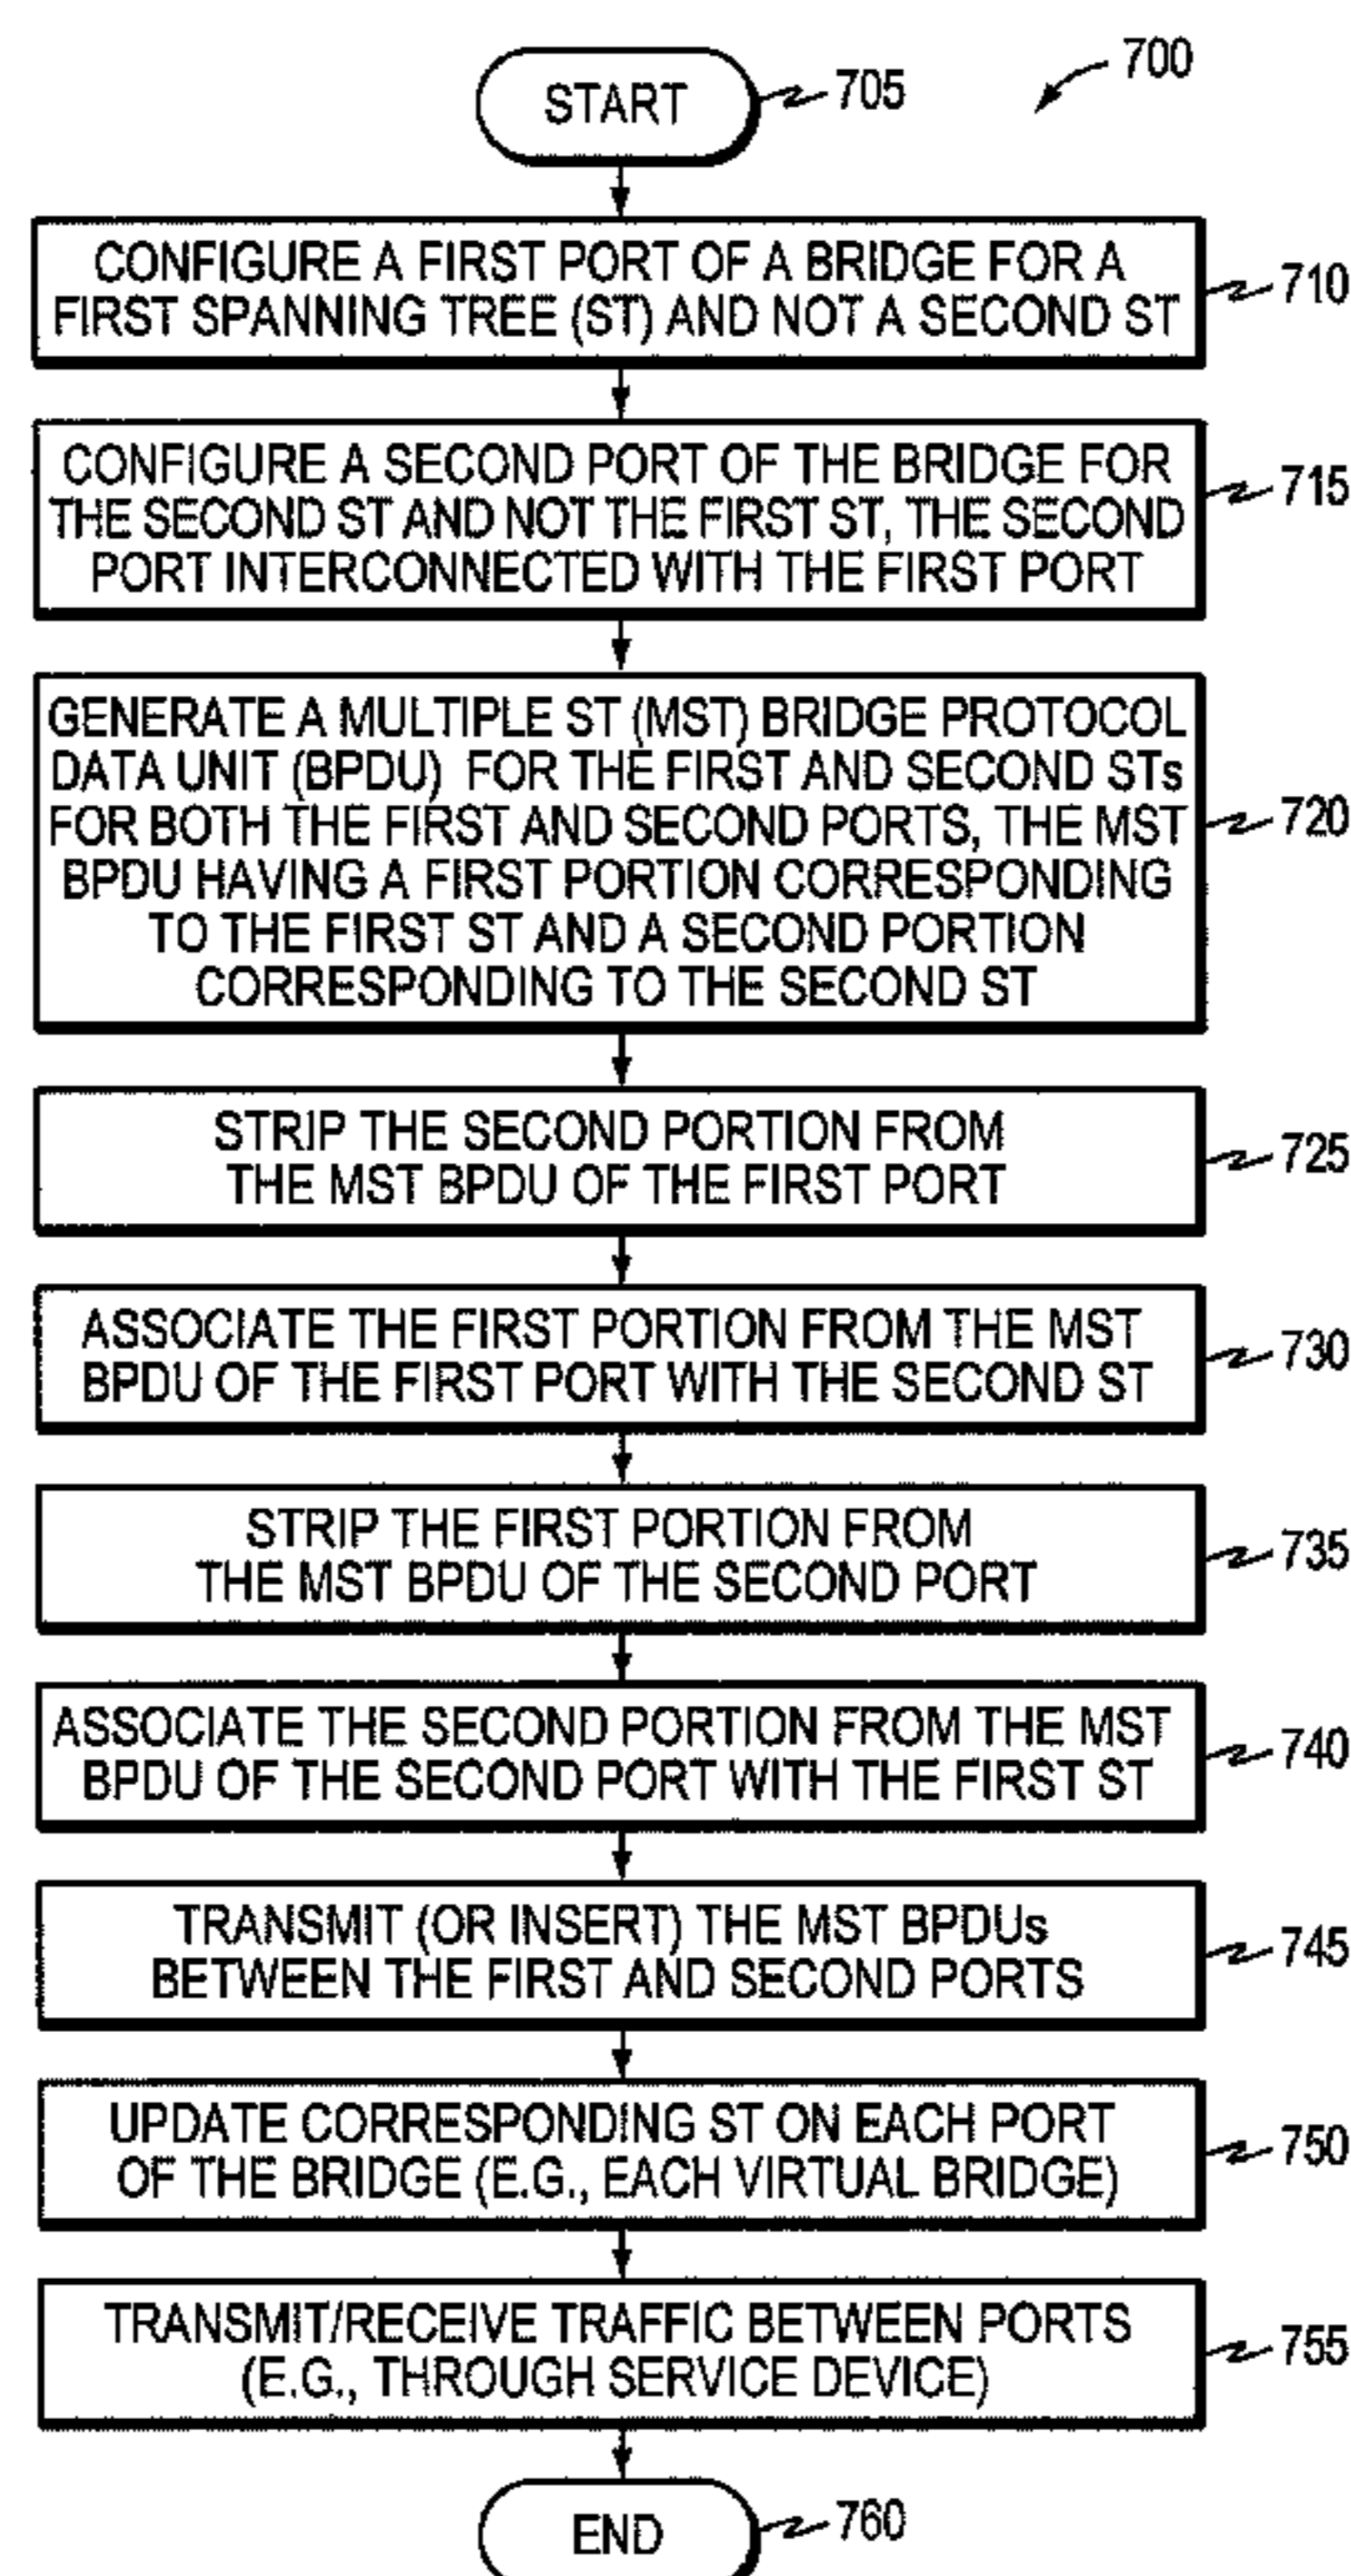 700
START
705
CONFIGURE A FIRST PORT OF A BRIDGE FOR A
FIRST SPANNING TREE (ST) AND NOT A SECOND ST
710
CONFIGURE A SECOND PORT OF THE BRIDGE FOR
THE SECOND ST AND NOT THE FIRST ST, THE SECOND
PORT INTERCONNECTED WITH THE FIRST PORT
715
GENERATE A MULTIPLE ST (MST) BRIDGE PROTOCOL
DATA UNIT (BPDU) FOR THE FIRST AND SECOND STs
FOR BOTH THE FIRST AND SECOND PORTS, THE MST
BPDU HAVING A FIRST PORTION CORRESPONDING
TO THE FIRST ST AND A SECOND PORTION
CORRESPONDING TO THE SECOND ST
720
STRIP THE SECOND PORTION FROM
THE MST BPDU OF THE FIRST PORT
725
ASSOCIATE THE FIRST PORTION FROM THE MST
BPDU OF THE FIRST PORT WITH THE SECOND ST
730
STRIP THE FIRST PORTION FROM
THE MST BPDU OF THE SECOND PORT
735
ASSOCIATE THE SECOND PORTION FROM THE MST
BPDU OF THE SECOND PORT WITH THE FIRST ST
740
TRANSMIT (OR INSERT) THE MST BPDUs
BETWEEN THE FIRST AND SECOND PORTS
745
UPDATE CORRESPONDING ST ON EACH PORT
OF THE BRIDGE (E.G., EACH VIRTUAL BRIDGE)
750
TRANSMIT/RECEIVE TRAFFIC BETWEEN PORTS
(E.G., THROUGH SERVICE DEVICE)
755
END
760